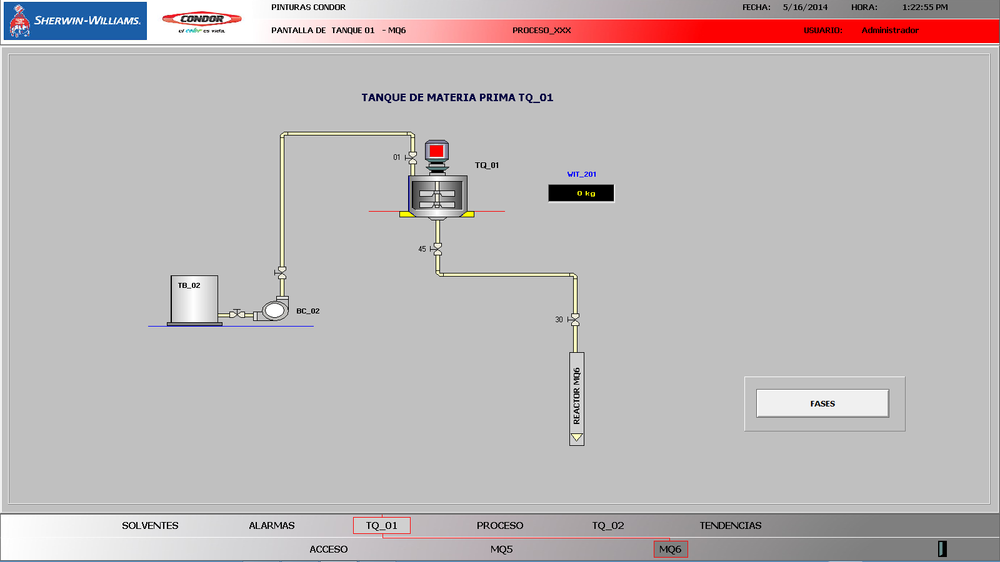 SHERWIN-WILLIAMS.
CONDOR
el color es vida.
PINTURAS CONDOR
FECHA: 5/16/2014 HORA: 1:22:55 PM
PANTALLA DE TANQUE 01 - MQ6 PROCESO_XXX
USUARIO: Administrador
TANQUE DE MATERIA PRIMA TQ_01
01
TQ_01
WIT_201
0 kg
45
TB_02
BC_02
30
REACTOR MQ6
FASES
SOLVENTES ALARMAS TQ_01 PROCESO TQ_02 TENDENCIAS
ACCESO MQ5 MQ6